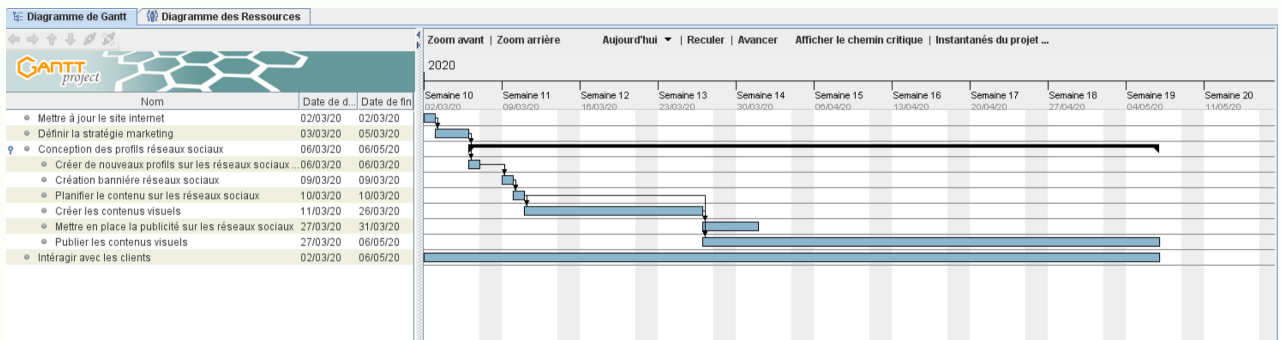 Diagramme de Gantt Diagramme des Ressources
Zoom avant | Zoom arrière Aujourd'hui | Reculer | Avancer Afficher le chemin critique | Instantanés du projet ...
GANTT project
2020
Semaine 10 Semaine 11 Semaine 12 Semaine 13 Semaine 14 Semaine 15 Semaine 16 Semaine 17 Semaine 18 Semaine 19 Semaine 20
02/03/20 09/03/20 16/03/20 23/03/20 30/03/20 06/04/20 13/04/20 20/04/20 27/04/20 04/05/20 11/05/20
Nom Date de d... Date de fin
Mettre à jour le site internet 02/03/20 02/03/20
Définir la stratégie marketing 03/03/20 05/03/20
Conception des profils réseaux sociaux 06/03/20 06/05/20
Créer de nouveaux profils sur les réseaux sociaux ... 06/03/20 06/03/20
Création bannière réseaux sociaux 09/03/20 09/03/20
Planifier le contenu sur les réseaux sociaux 10/03/20 10/03/20
Créer les contenus visuels 11/03/20 26/03/20
Mettre en place la publicité sur les réseaux sociaux 27/03/20 31/03/20
Publier les contenus visuels 27/03/20 06/05/20
Intéragir avec les clients 02/03/20 06/05/20